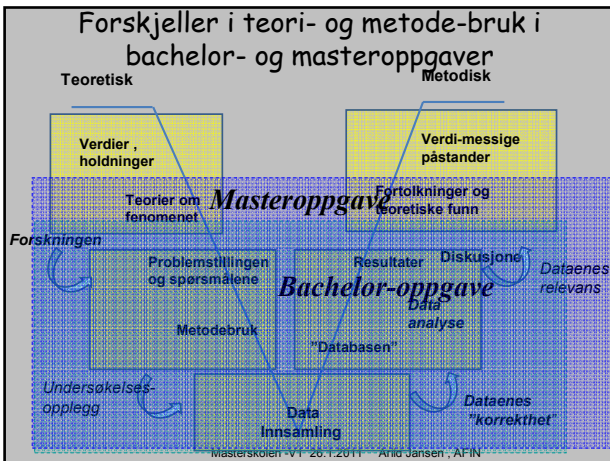 Forskjeller i teori- og metode-bruk i
bachelor- og masteroppgaver
Teoretisk
Metodisk
Verdier ,
holdninger
Verdi-messige
påstander
Teorier om
fenomenet
Masteroppgave
Fortolkninger og
teoretiske funn
Forskningen
Problemstillingen
og spørsmålene
Resultater
Diskusjone
Dataenes
relevans
Bachelor-oppgave
Metodebruk
Data
analyse
"Databasen"
Undersøkelses-
opplegg
Data
Innsamling
Dataenes
"korrekthet"
Masterskolen -V1 26.1.2011 Arild Jansen , AFIN